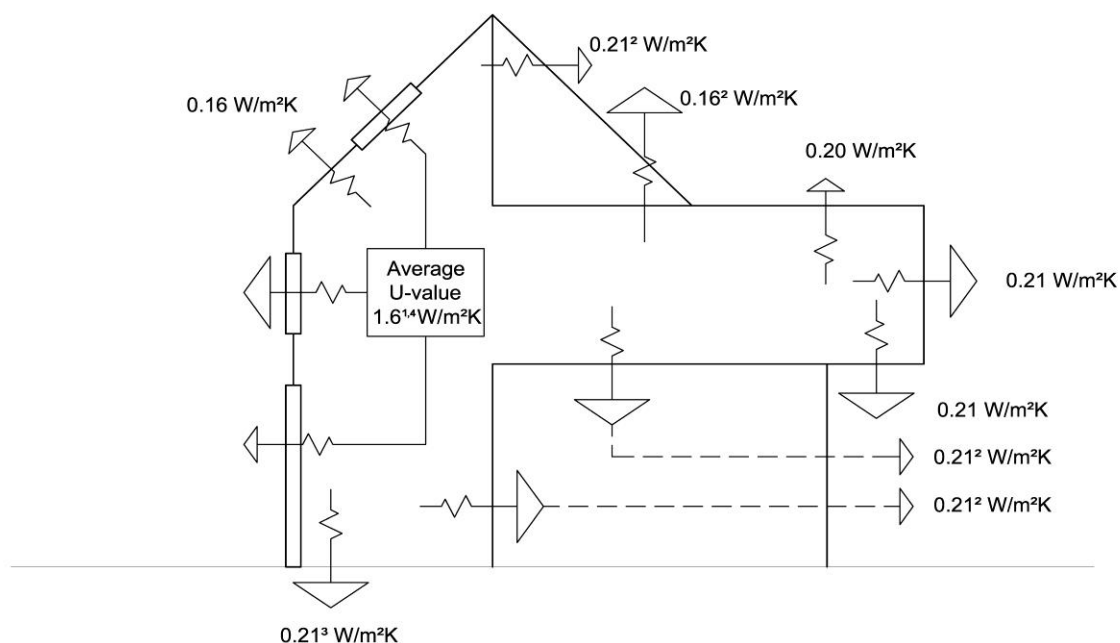 0.21² W/m²K
0.16 W/m²K
0.16² W/m²K
0.20 W/m²K
Average
U-value
1.6¹·⁴W/m²K
0.21 W/m²K
0.21 W/m²K
0.21² W/m²K
0.21² W/m²K
0.21³ W/m²K